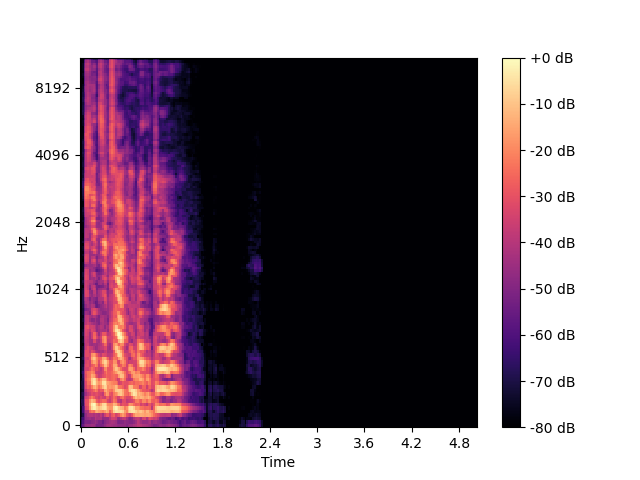 8192
4096
2048
1024
512
0
Hz
0 0.6 1.2 1.8 2.4 3 3.6 4.2 4.8
Time
+0 dB
-10 dB
-20 dB
-30 dB
-40 dB
-50 dB
-60 dB
-70 dB
-80 dB